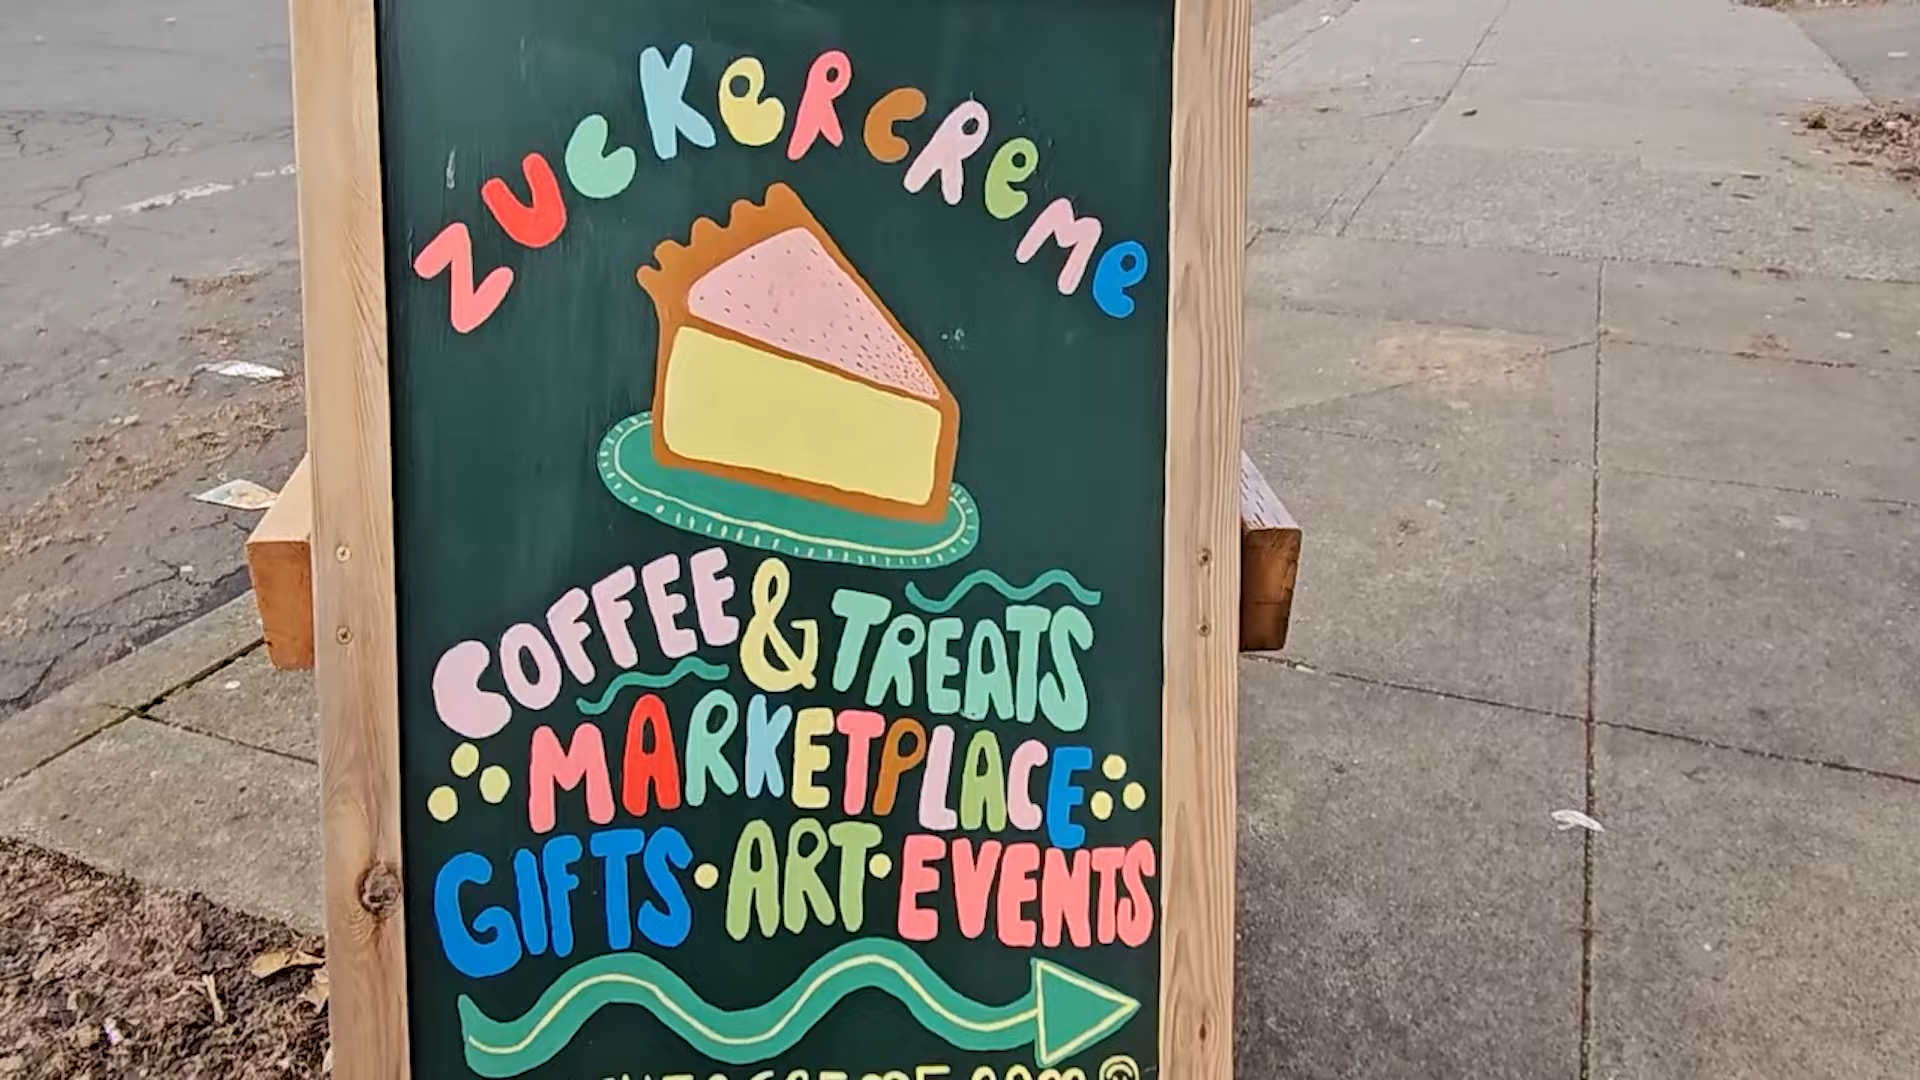 ZUCKERCREME
COFFEE & TREATS
MARKETPLACE
GIFTS · ART · EVENTS